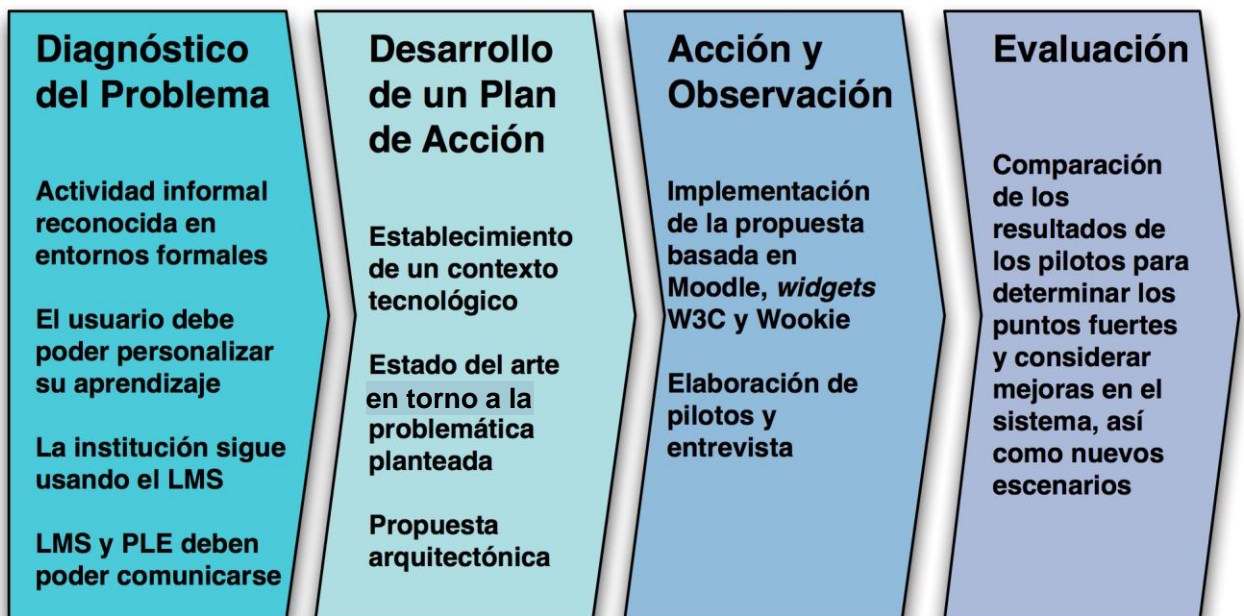 Diagnóstico
del Problema
Actividad informal
reconocida en
entornos formales
El usuario debe
poder personalizar
su aprendizaje
La institución sigue
usando el LMS
LMS y PLE deben
poder comunicarse
Desarrollo
de un Plan
de Acción
Establecimiento
de un contexto
tecnológico
Estado del arte
en torno a la
problemática
planteada
Propuesta
arquitectónica
Acción y
Observación
Implementación
de la propuesta
basada en
Moodle, widgets
W3C y Wookie
Elaboración de
pilotos y
entrevista
Evaluación
Comparación
de los
resultados de
los pilotos para
determinar los
puntos fuertes
y considerar
mejoras en el
sistema, así
como nuevos
escenarios